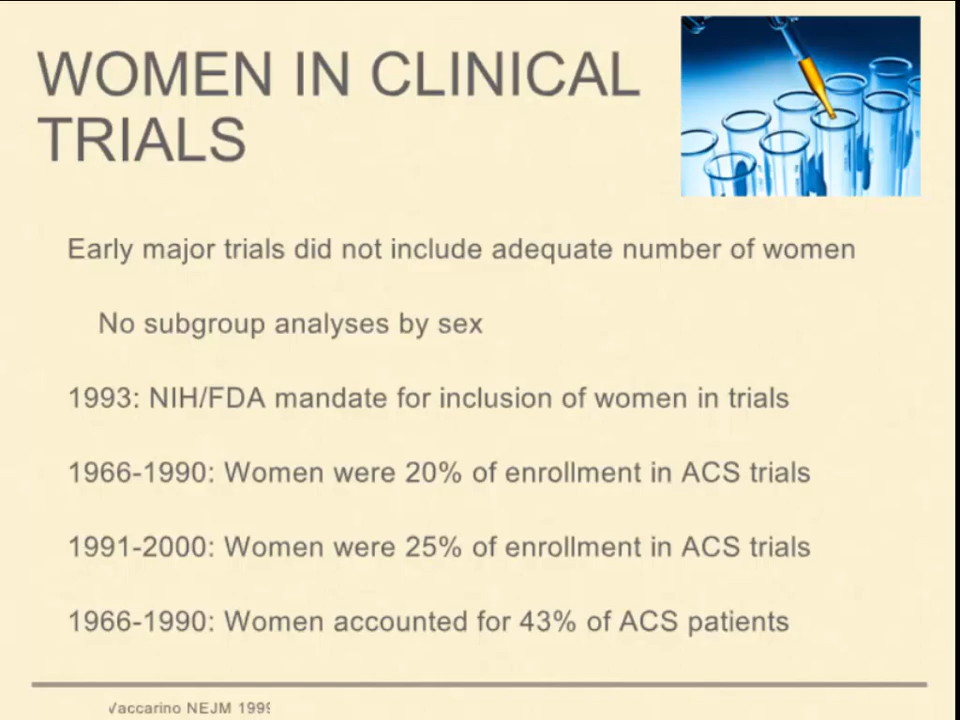 WOMEN IN CLINICAL
TRIALS
Early major trials did not include adequate number of women
No subgroup analyses by sex
1993: NIH/FDA mandate for inclusion of women in trials
1966-1990: Women were 20% of enrollment in ACS trials
1991-2000: Women were 25% of enrollment in ACS trials
1966-1990: Women accounted for 43% of ACS patients
Vaccarino NEJM 1999